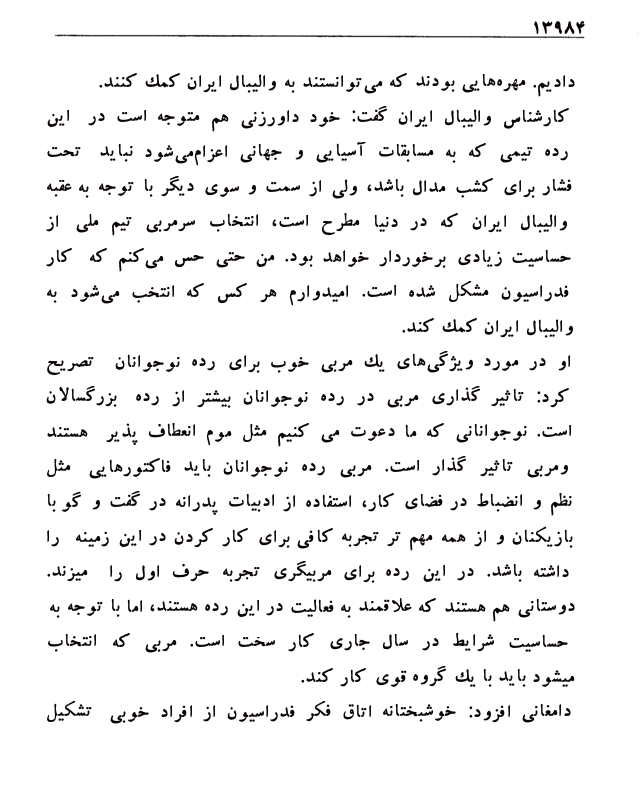 ۱۳۹۸۴
دادیم. مهره‌هایی بودند که می‌توانستند به والیبال ایران کمك کنند.
کارشناس والیبال ایران گفت: خود داورزنی هم متوجه است در این
رده تیمی که به مسابقات آسیایی و جهانی اعزام‌می‌شود نباید تحت
فشار برای کشب مدال باشد، ولی از سمت و سوی دیگر با توجه به عقبه
والیبال ایران که در دنیا مطرح است، انتخاب سرمربی تیم ملی از
حساسیت زیادی برخوردار خواهد بود. من حتی حس می‌کنم که کار
فدراسیون مشکل شده است. امیدوارم هر کس که انتخب می‌شود به
والیبال ایران کمك کند.
او در مورد ویژگی‌های یك مربی خوب برای رده نوجوانان تصریح
کرد: تاثیر گذاری مربی در رده نوجوانان بیشتر از رده بزرگسالان
است. نوجوانانی که ما دعوت می کنیم مثل موم انعطاف پذیر هستند
ومربی تاثیر گذار است. مربی رده نوجوانان باید فاکتورهایی مثل
نظم و انضباط در فضای کار، استفاده از ادبیات پدرانه در گفت و گو با
بازیکنان و از همه مهم تر تجربه کافی برای کار کردن در این زمینه را
داشته باشد. در این رده برای مربیگری تجربه حرف اول را میزند.
دوستانی هم هستند که علاقمند به فعالیت در این رده هستند، اما با توجه به
حساسیت شرایط در سال جاری کار سخت است. مربی که انتخاب
میشود باید با یك گروه قوی کار کند.
دامغانی افزود: خوشبختانه اتاق فکر فدراسیون از افراد خوبی تشکیل